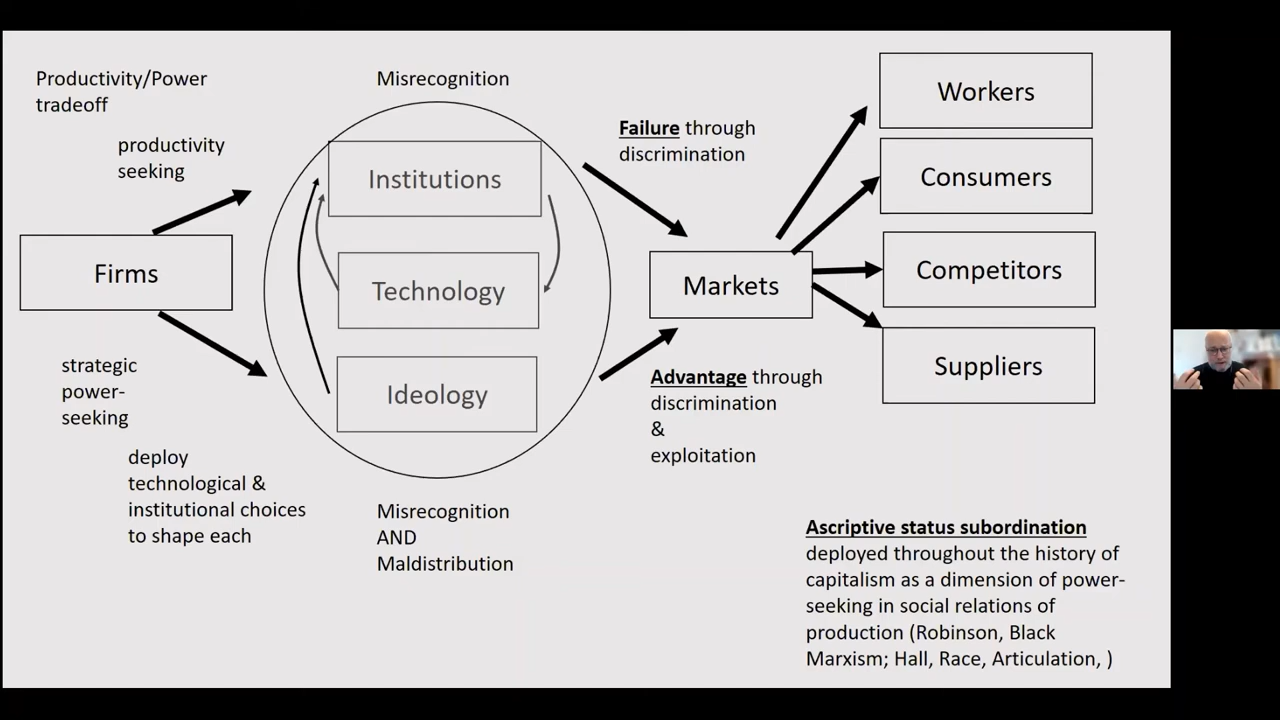 Productivity/Power
tradeoff
productivity
seeking
Firms
strategic
power-
seeking
deploy
technological &
institutional choices
to shape each
Misrecognition
Institutions
Technology
Ideology
Misrecognition
AND
Maldistribution
Failure through
discrimination
Markets
Advantage through
discrimination
&
exploitation
Workers
Consumers
Competitors
Suppliers
Ascriptive status subordination
deployed throughout the history of
capitalism as a dimension of power-
seeking in social relations of
production (Robinson, Black
Marxism; Hall, Race, Articulation, )